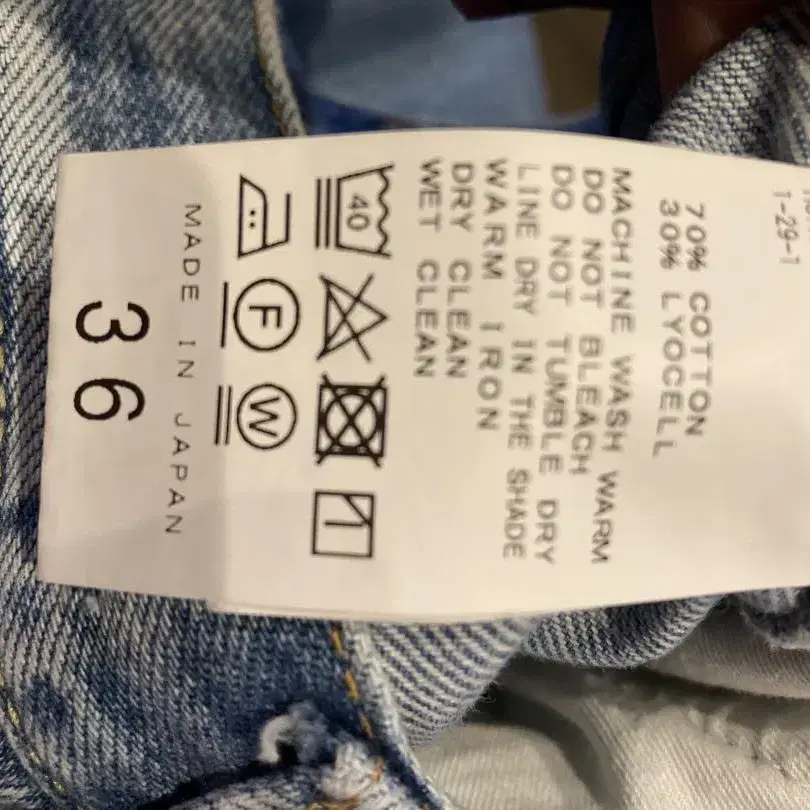 1-29-1
70% COTTON
30% LYOCELL
MACHINE WASH WARM
DO NOT BLEACH
DO NOT TUMBLE DRY
LINE DRY IN THE SHADE
WARM IRON
DRY CLEAN
WET CLEAN
40
F
W
MADE IN JAPAN
36